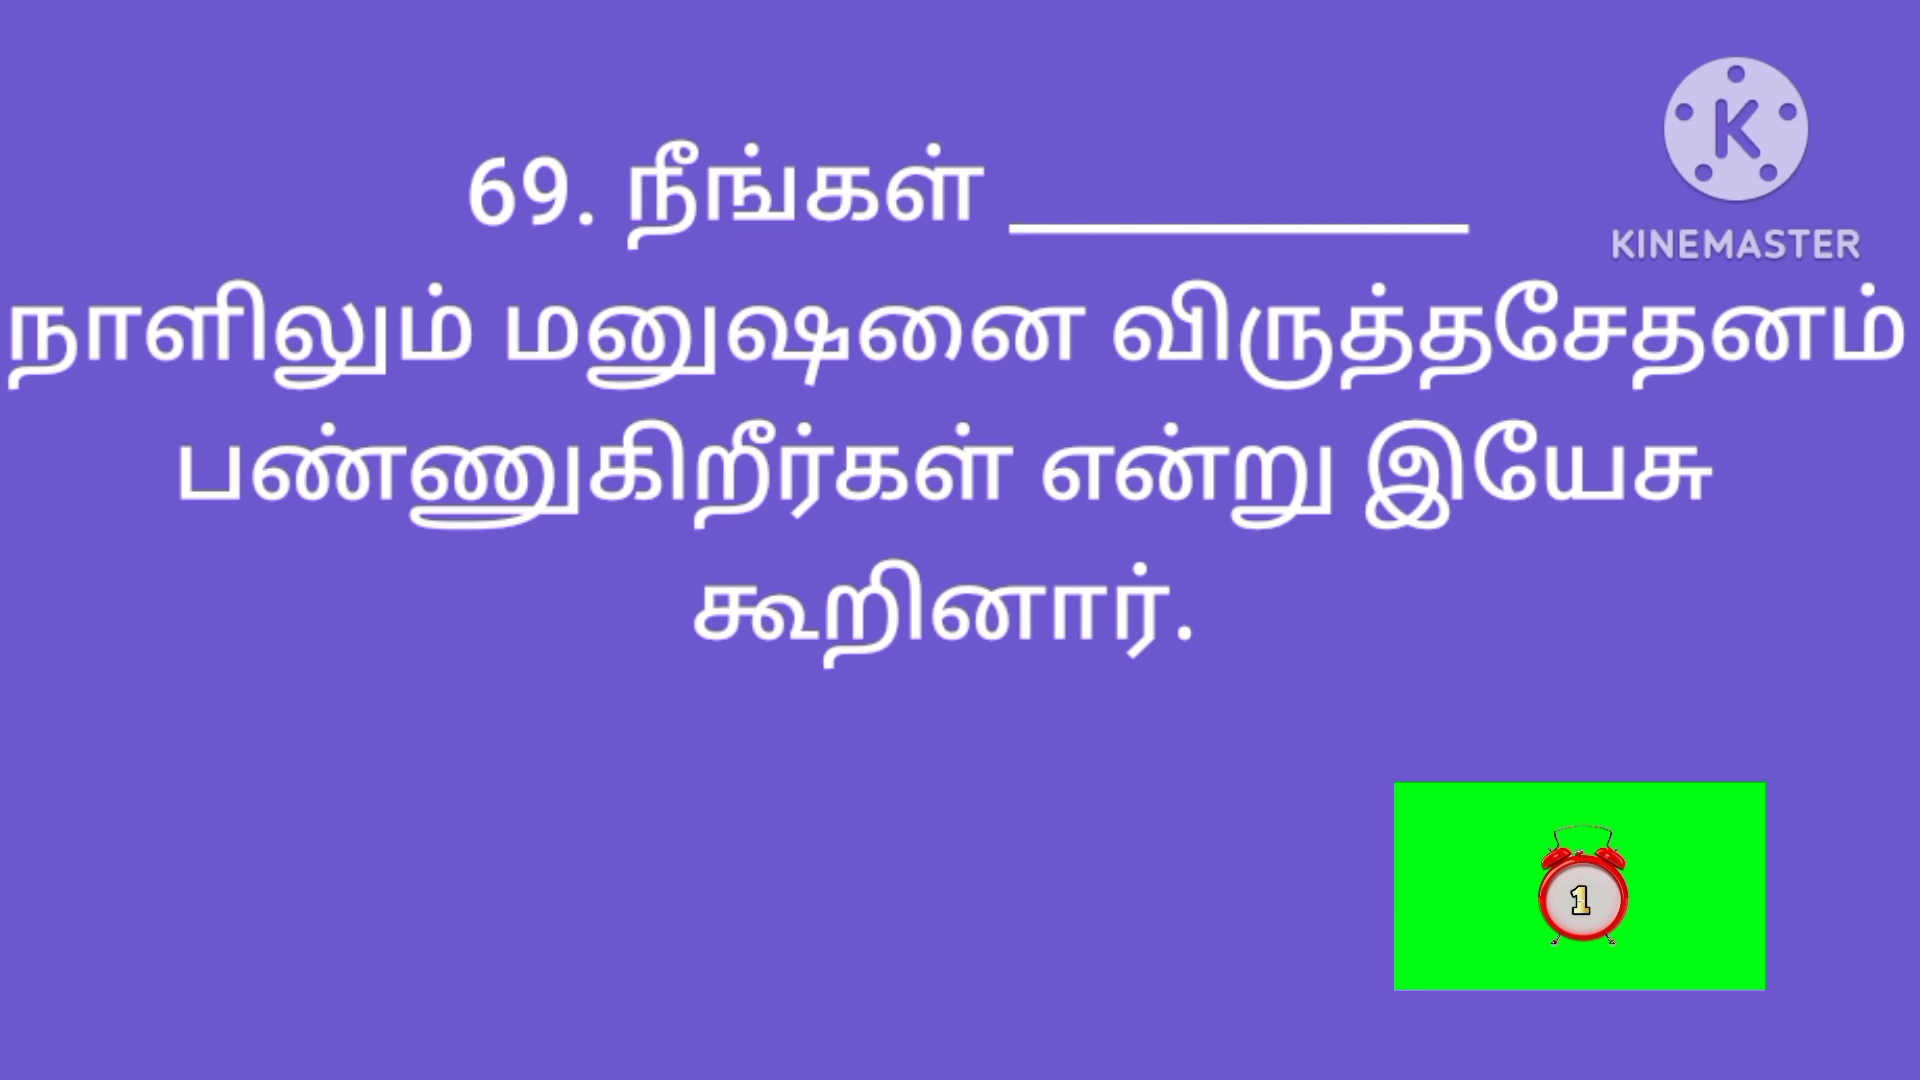 69. நீங்கள் __________
நாளிலும் மனுஷனை விருத்தசேதனம்
பண்ணுகிறீர்கள் என்று இயேசு
கூறினார்.
K
KINEMASTER
1